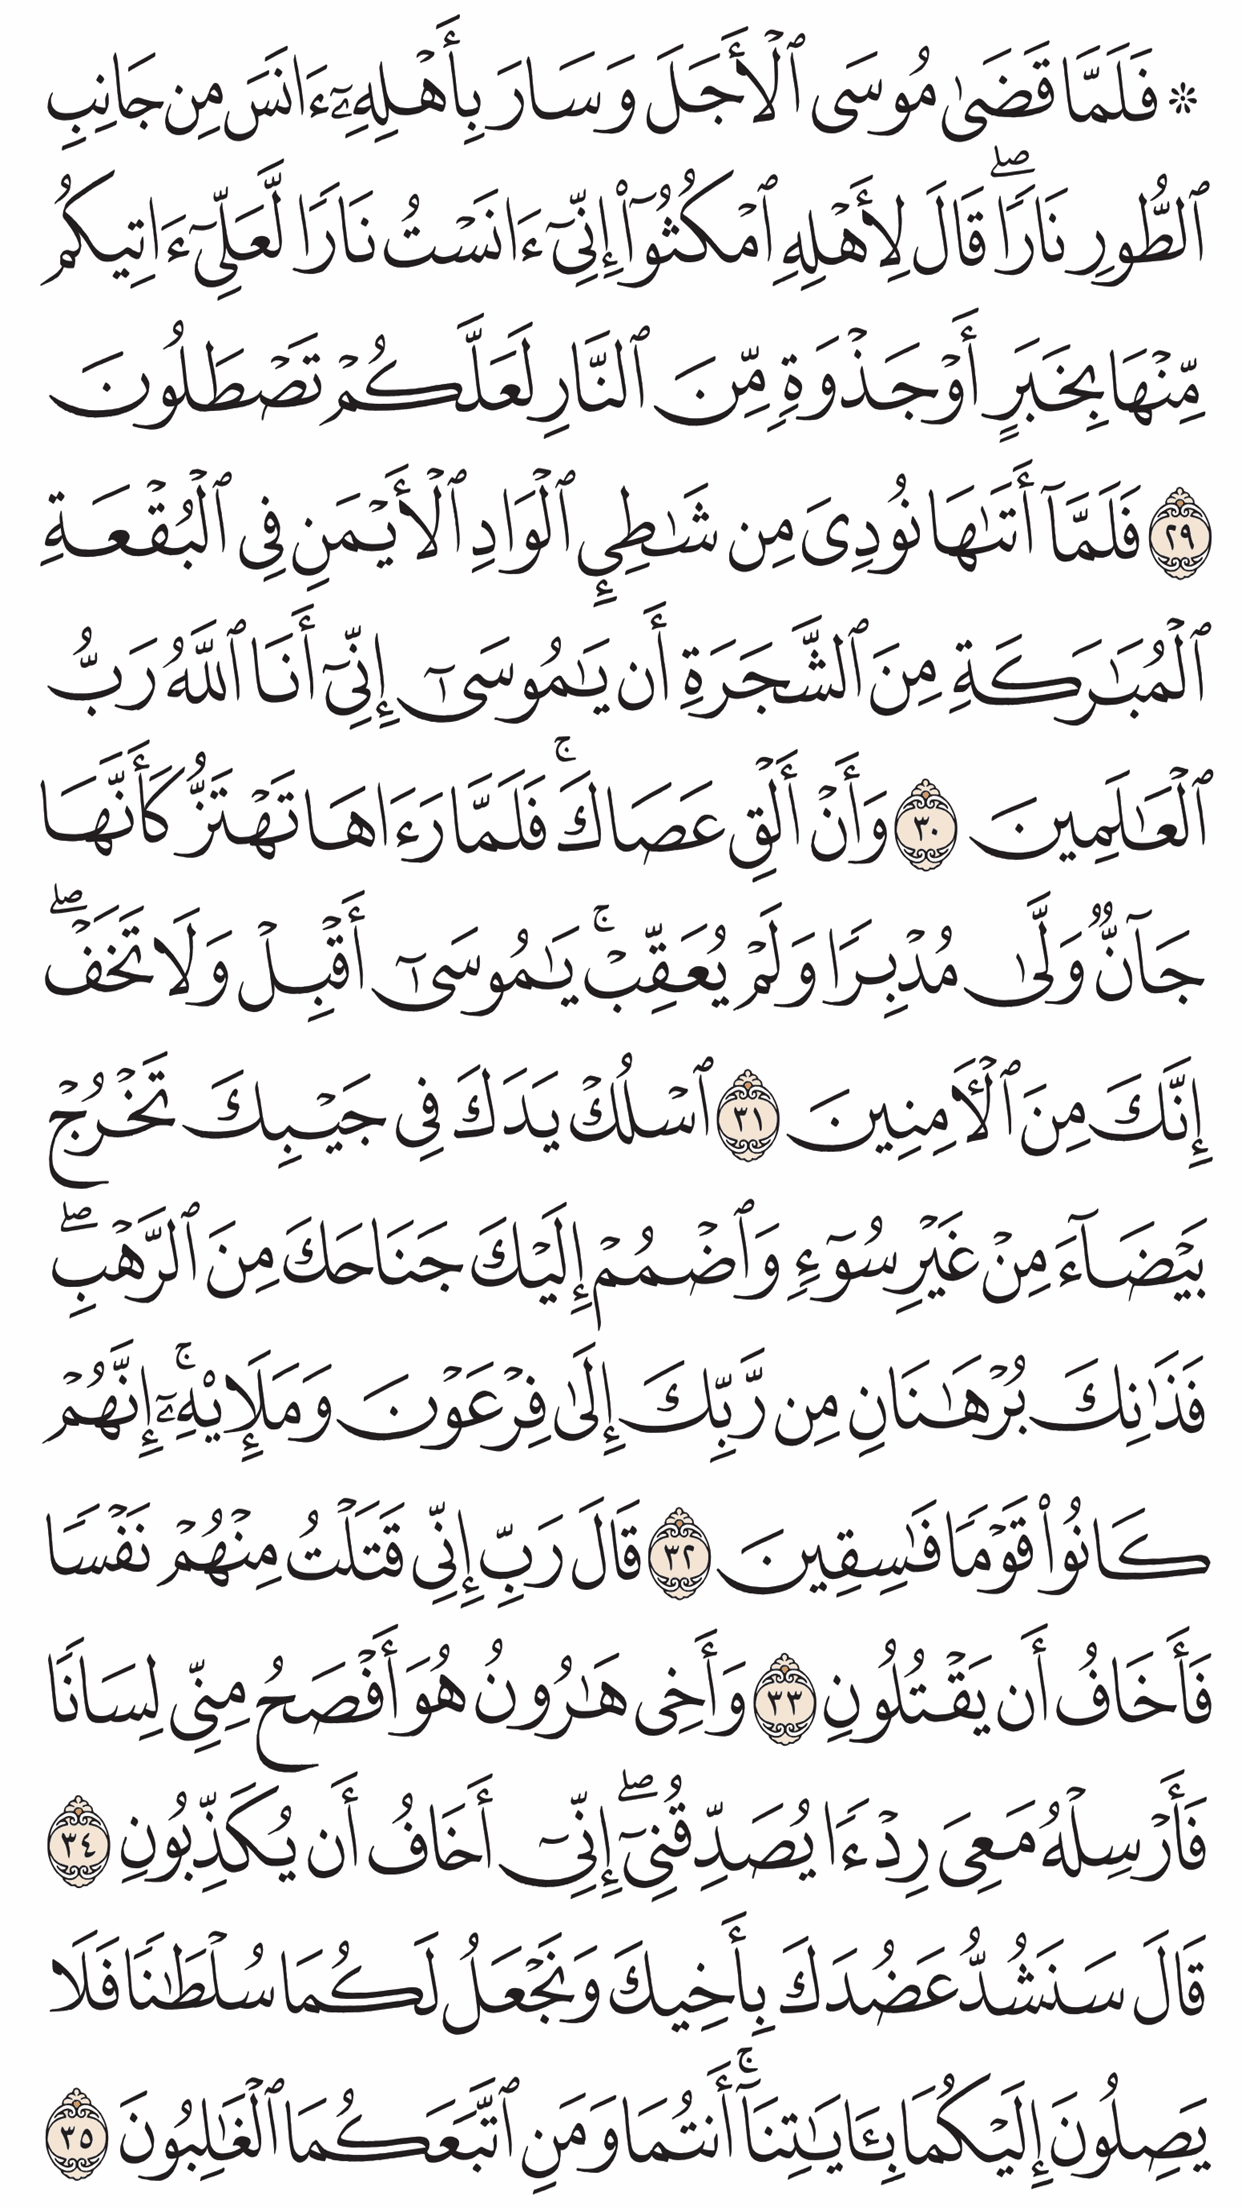 ۞ فَلَمَّا قَضَىٰ مُوسَى ٱلْأَجَلَ وَسَارَ بِأَهْلِهِۦٓ ءَانَسَ مِن جَانِبِ
ٱلطُّورِ نَارًاۖ قَالَ لِأَهْلِهِ ٱمْكُثُوٓا۟ إِنِّىٓ ءَانَسْتُ نَارًا لَّعَلِّىٓ ءَاتِيكُم
مِّنْهَا بِخَبَرٍ أَوْ جَذْوَةٍ مِّنَ ٱلنَّارِ لَعَلَّكُمْ تَصْطَلُونَ
٢٩ فَلَمَّآ أَتَىٰهَا نُودِىَ مِن شَـٰطِئِ ٱلْوَادِ ٱلْأَيْمَنِ فِى ٱلْبُقْعَةِ
ٱلْمُبَـٰرَكَةِ مِنَ ٱلشَّجَرَةِ أَن يَـٰمُوسَىٰٓ إِنِّىٓ أَنَا ٱللَّهُ رَبُّ
ٱلْعَـٰلَمِينَ ٣٠ وَأَنْ أَلْقِ عَصَاكَۚ فَلَمَّا رَءَاهَا تَهْتَزُّ كَأَنَّهَا
جَآنٌّ وَلَّىٰ مُدْبِرًا وَلَمْ يُعَقِّبْۚ يَـٰمُوسَىٰٓ أَقْبِلْ وَلَا تَخَفْۖ
إِنَّكَ مِنَ ٱلْـَٔامِنِينَ ٣١ ٱسْلُكْ يَدَكَ فِى جَيْبِكَ تَخْرُجْ
بَيْضَآءَ مِنْ غَيْرِ سُوٓءٍ وَٱضْمُمْ إِلَيْكَ جَنَاحَكَ مِنَ ٱلرَّهْبِۖ
فَذَٰنِكَ بُرْهَـٰنَانِ مِن رَّبِّكَ إِلَىٰ فِرْعَوْنَ وَمَلَإِي۟هِۦٓۚ إِنَّهُمْ
كَانُوا۟ قَوْمًا فَـٰسِقِينَ ٣٢ قَالَ رَبِّ إِنِّى قَتَلْتُ مِنْهُمْ نَفْسًا
فَأَخَافُ أَن يَقْتُلُونِ ٣٣ وَأَخِى هَـٰرُونُ هُوَ أَفْصَحُ مِنِّى لِسَانًا
فَأَرْسِلْهُ مَعِىَ رِدْءًا يُصَدِّقُنِىٓۖ إِنِّىٓ أَخَافُ أَن يُكَذِّبُونِ ٣٤
قَالَ سَنَشُدُّ عَضُدَكَ بِأَخِيكَ وَنَجْعَلُ لَكُمَا سُلْطَـٰنًا فَلَا
يَصِلُونَ إِلَيْكُمَا بِـَٔايَـٰتِنَآۚ أَنتُمَا وَمَنِ ٱتَّبَعَكُمَا ٱلْغَـٰلِبُونَ ٣٥